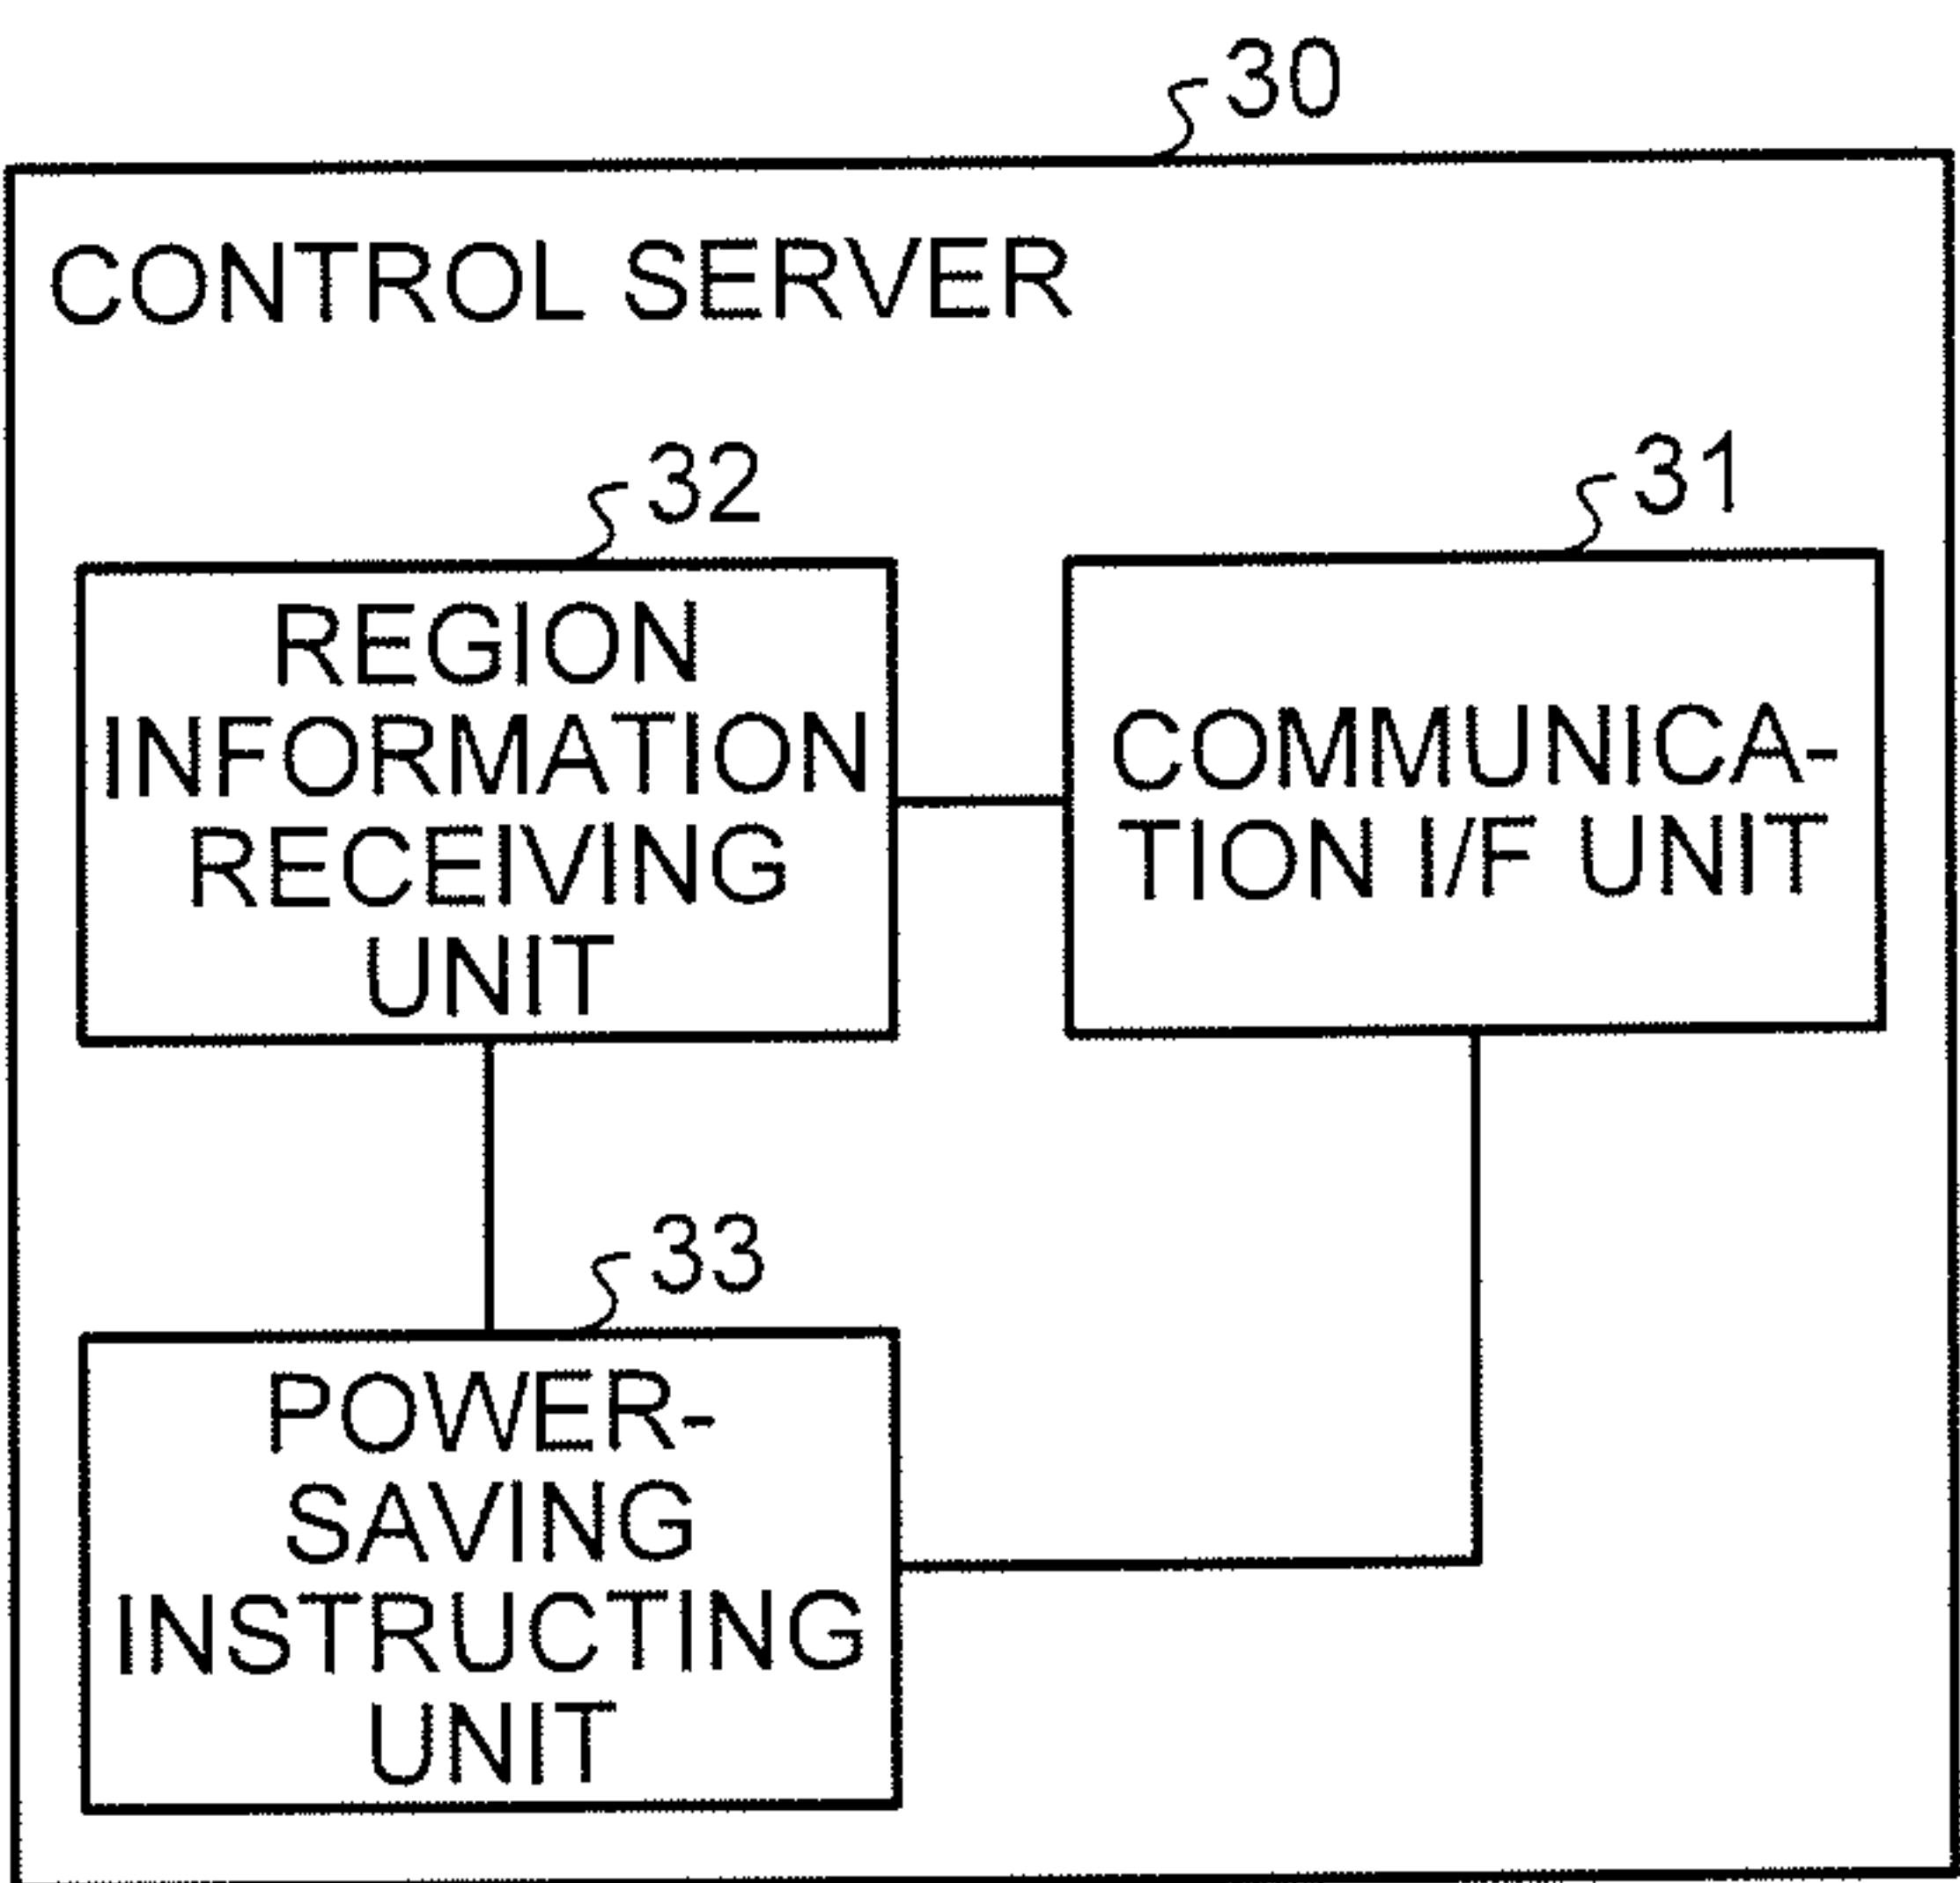 30
CONTROL SERVER
32
REGION
INFORMATION
RECEIVING
UNIT
31
COMMUNICA-
TION I/F UNIT
33
POWER-
SAVING
INSTRUCTING
UNIT